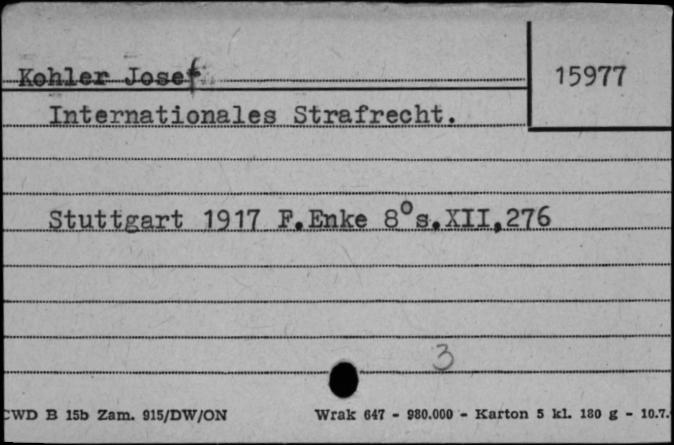 Kohler Josef
15977
Internationales Strafrecht.
Stuttgart 1917 F.Enke 8°s.XII,276
3
CWD B 15b Zam. 915/DW/ON
Wrak 647 - 980.000 - Karton 5 kl. 180 g - 10.7.